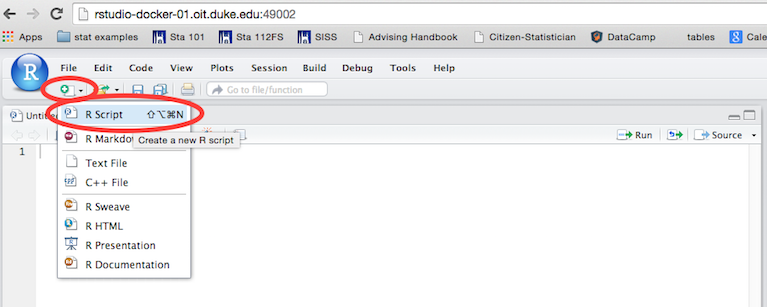 rstudio-docker-01.oit.duke.edu:49002
Apps stat examples Sta 101 Sta 112FS SISS Advising Handbook Citizen-Statistician DataCamp tables Cale
R File Edit Code View Plots Session Build Debug Tools Help
Go to file/function
R Script ⇧⌥⌘N
Run Source
R Markdow
Create a new R script
1
Text File
C++ File
R Sweave
R HTML
R Presentation
R Documentation